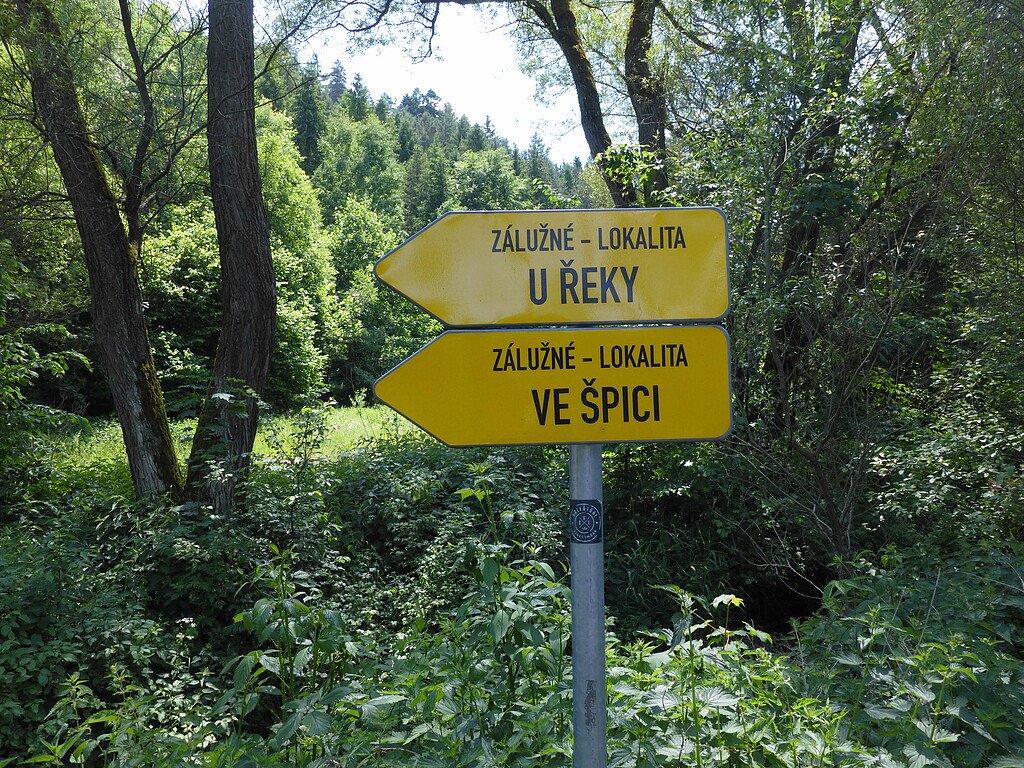 ZÁLUŽNÉ – LOKALITA
U ŘEKY
ZÁLUŽNÉ – LOKALITA
VE ŠPICI